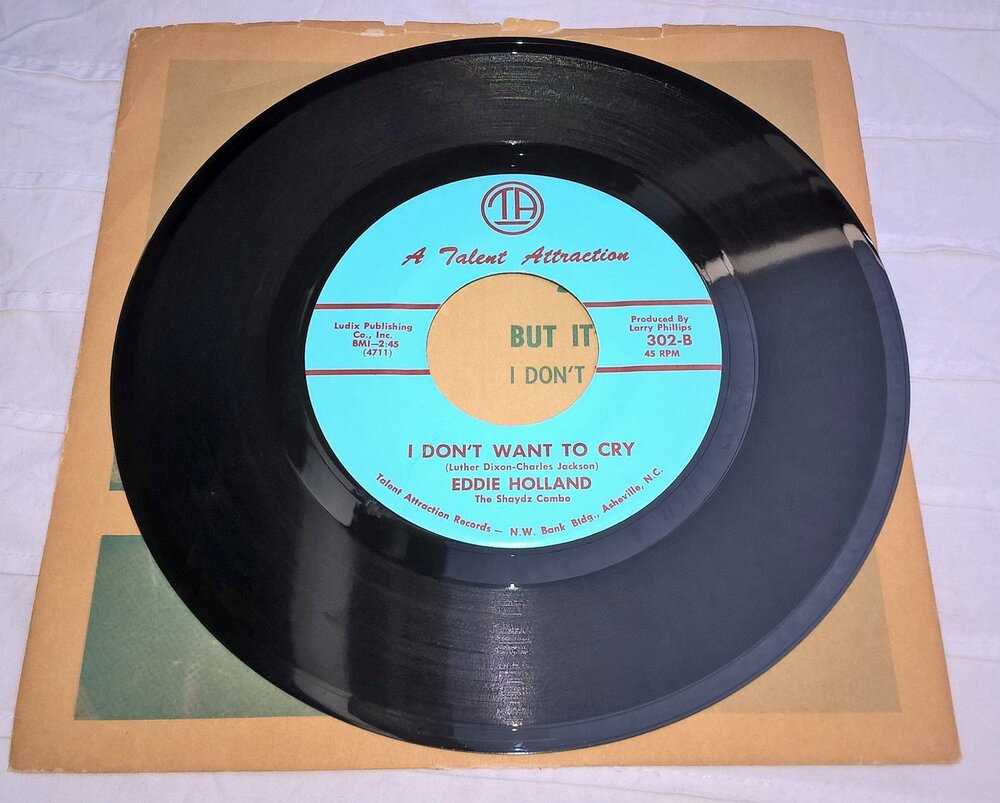 TA
A Talent Attraction
Ludix Publishing
Co., Inc.
BMI—2:45
(4711)
BUT IT
I DON'T
Produced By
Larry Phillips
302-B
45 RPM
I DON'T WANT TO CRY
(Luther Dixon-Charles Jackson)
EDDIE HOLLAND
The Shaydz Combo
Talent Attraction Records — N.W. Bank Bldg., Asheville, N.C.